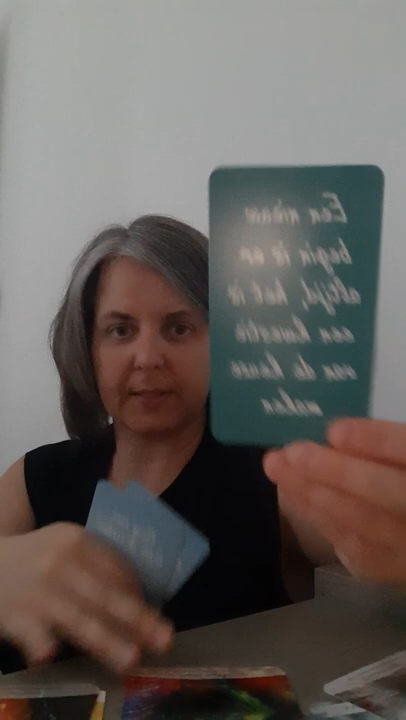 Een nieuw
begin is er
altijd, het is
een kwestie
van de keuze
maken